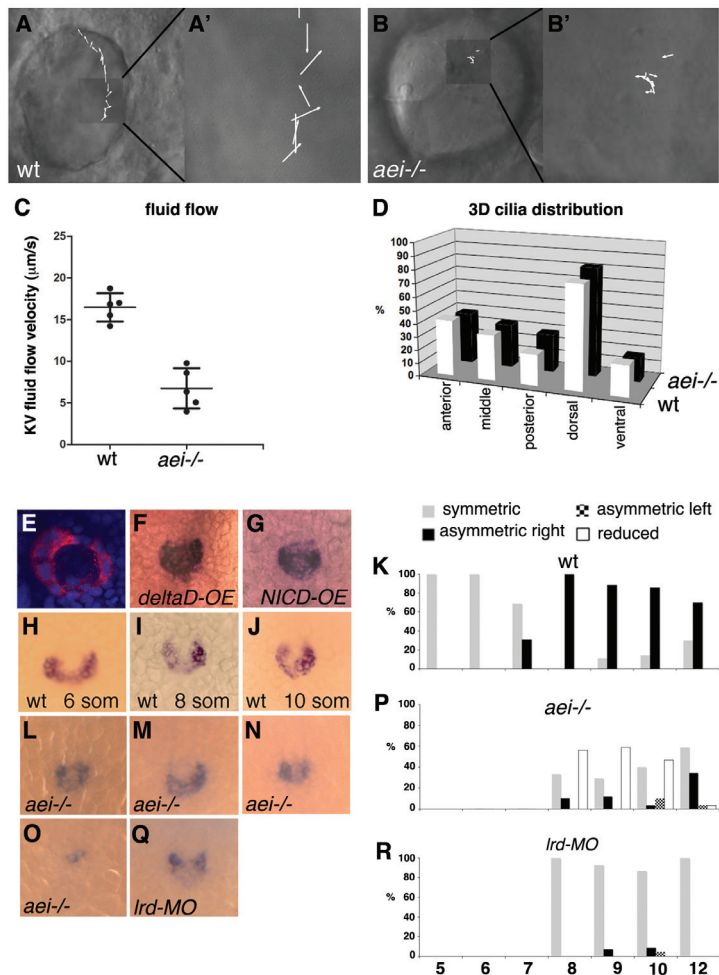 A
A'
B
B'
wt
aei-/-
C
fluid flow
KV fluid flow velocity (μm/s)
25
20
15
10
5
0
wt
aei-/-
D
3D cilia distribution
%
100
90
80
70
60
50
40
30
20
10
0
anterior
middle
posterior
dorsal
ventral
aei-/-
wt
E
F
deltaD-OE
G
NICD-OE
H
wt 6 som
I
wt 8 som
J
wt 10 som
L
aei-/-
M
aei-/-
N
aei-/-
O
aei-/-
Q
lrd-MO
symmetric
asymmetric left
asymmetric right
reduced
K
wt
100
80
%
60
40
20
0
P
aei-/-
100
80
%
60
40
20
0
R
lrd-MO
100
80
%
60
40
20
0
5 6 7 8 9 10 12